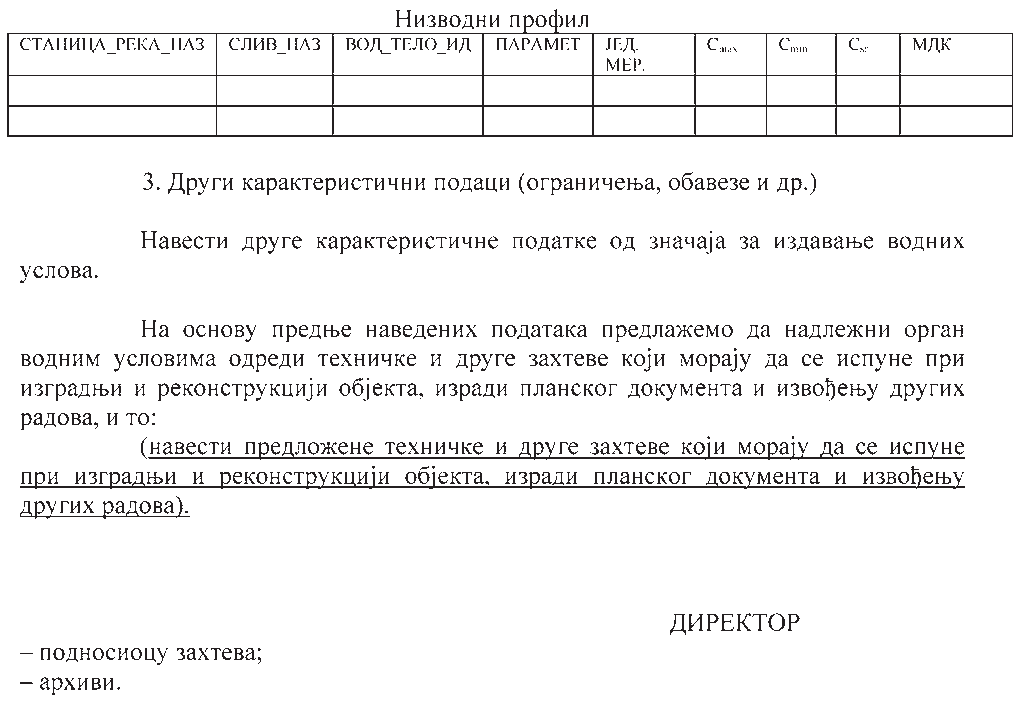 Низводни профил
СТАНИЦА_РЕКА_НАЗ СЛИВ_НАЗ ВОД_ТЕЛО_ИД ПАРАМЕТ ЈЕД. Cmax Cmin Csr МДК
МЕР.
3. Други карактеристични подаци (ограничења, обавезе и др.)
Навести друге карактеристичне податке од значаја за издавање водних
услова.
На основу предње наведених података предлажемо да надлежни орган
водним условима одреди техничке и друге захтеве који морају да се испуне при
изградњи и реконструкцији објекта, изради планског документа и извођењу других
радова, и то:
(навести предложене техничке и друге захтеве који морају да се испуне
при изградњи и реконструкцији објекта, изради планског документа и извођењу
других радова).
ДИРЕКТОР
– подносиоцу захтева;
– архиви.